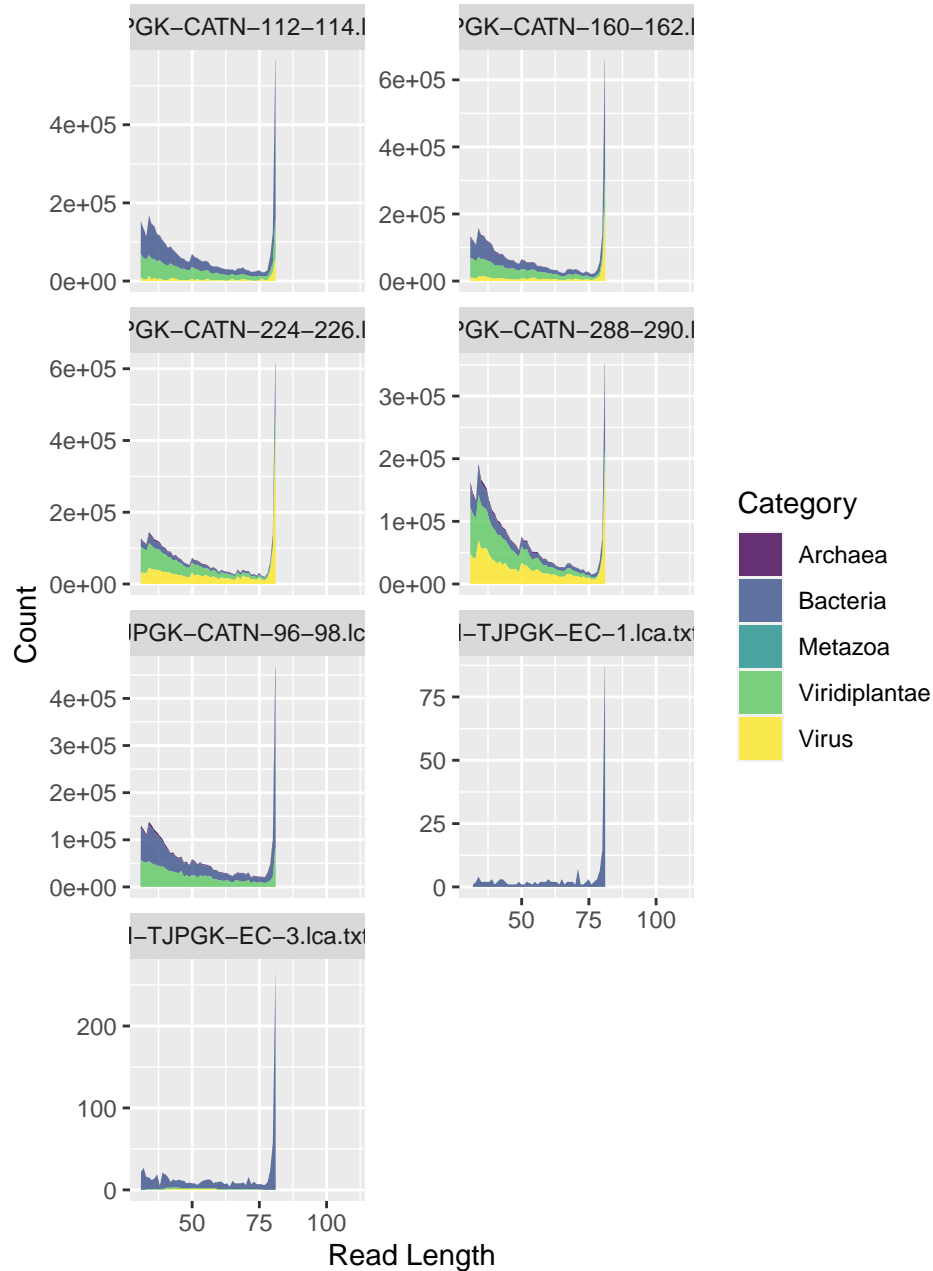 PGK−CATN−112−114.l
PGK−CATN−160−162.l
4e+05
2e+05
0e+00
6e+05
4e+05
2e+05
0e+00
PGK−CATN−224−226.l
PGK−CATN−288−290.l
6e+05
4e+05
2e+05
0e+00
3e+05
2e+05
1e+05
0e+00
JPGK−CATN−96−98.lc
I−TJPGK−EC−1.lca.txt
4e+05
3e+05
2e+05
1e+05
0e+00
75
50
25
0
50 75 100
I−TJPGK−EC−3.lca.txt
200
100
0
50 75 100
Count
Read Length
Category
Archaea
Bacteria
Metazoa
Viridiplantae
Virus